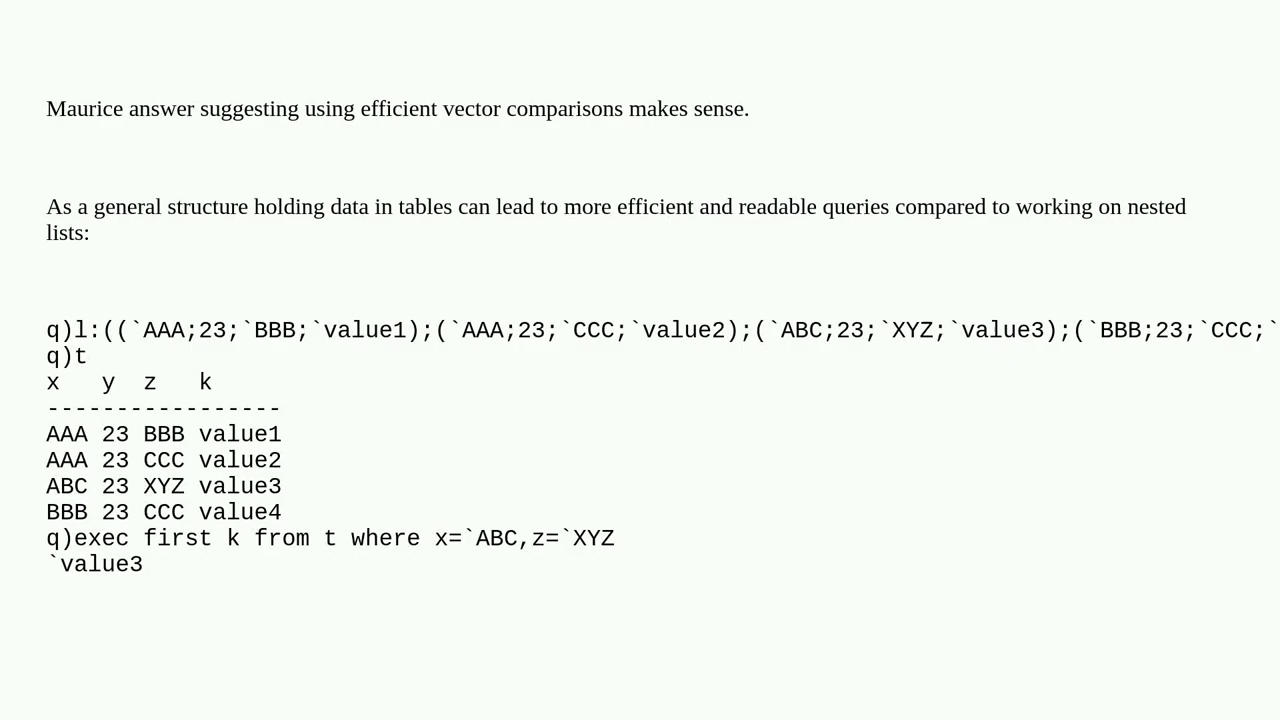 Maurice answer suggesting using efficient vector comparisons makes sense.
As a general structure holding data in tables can lead to more efficient and readable queries compared to working on nested
lists:
q)l:((`AAA;23;`BBB;`value1);(`AAA;23;`CCC;`value2);(`ABC;23;`XYZ;`value3);(`BBB;23;`CCC;`
q)t
x   y  z   k
-----------------
AAA 23 BBB value1
AAA 23 CCC value2
ABC 23 XYZ value3
BBB 23 CCC value4
q)exec first k from t where x=`ABC,z=`XYZ
`value3